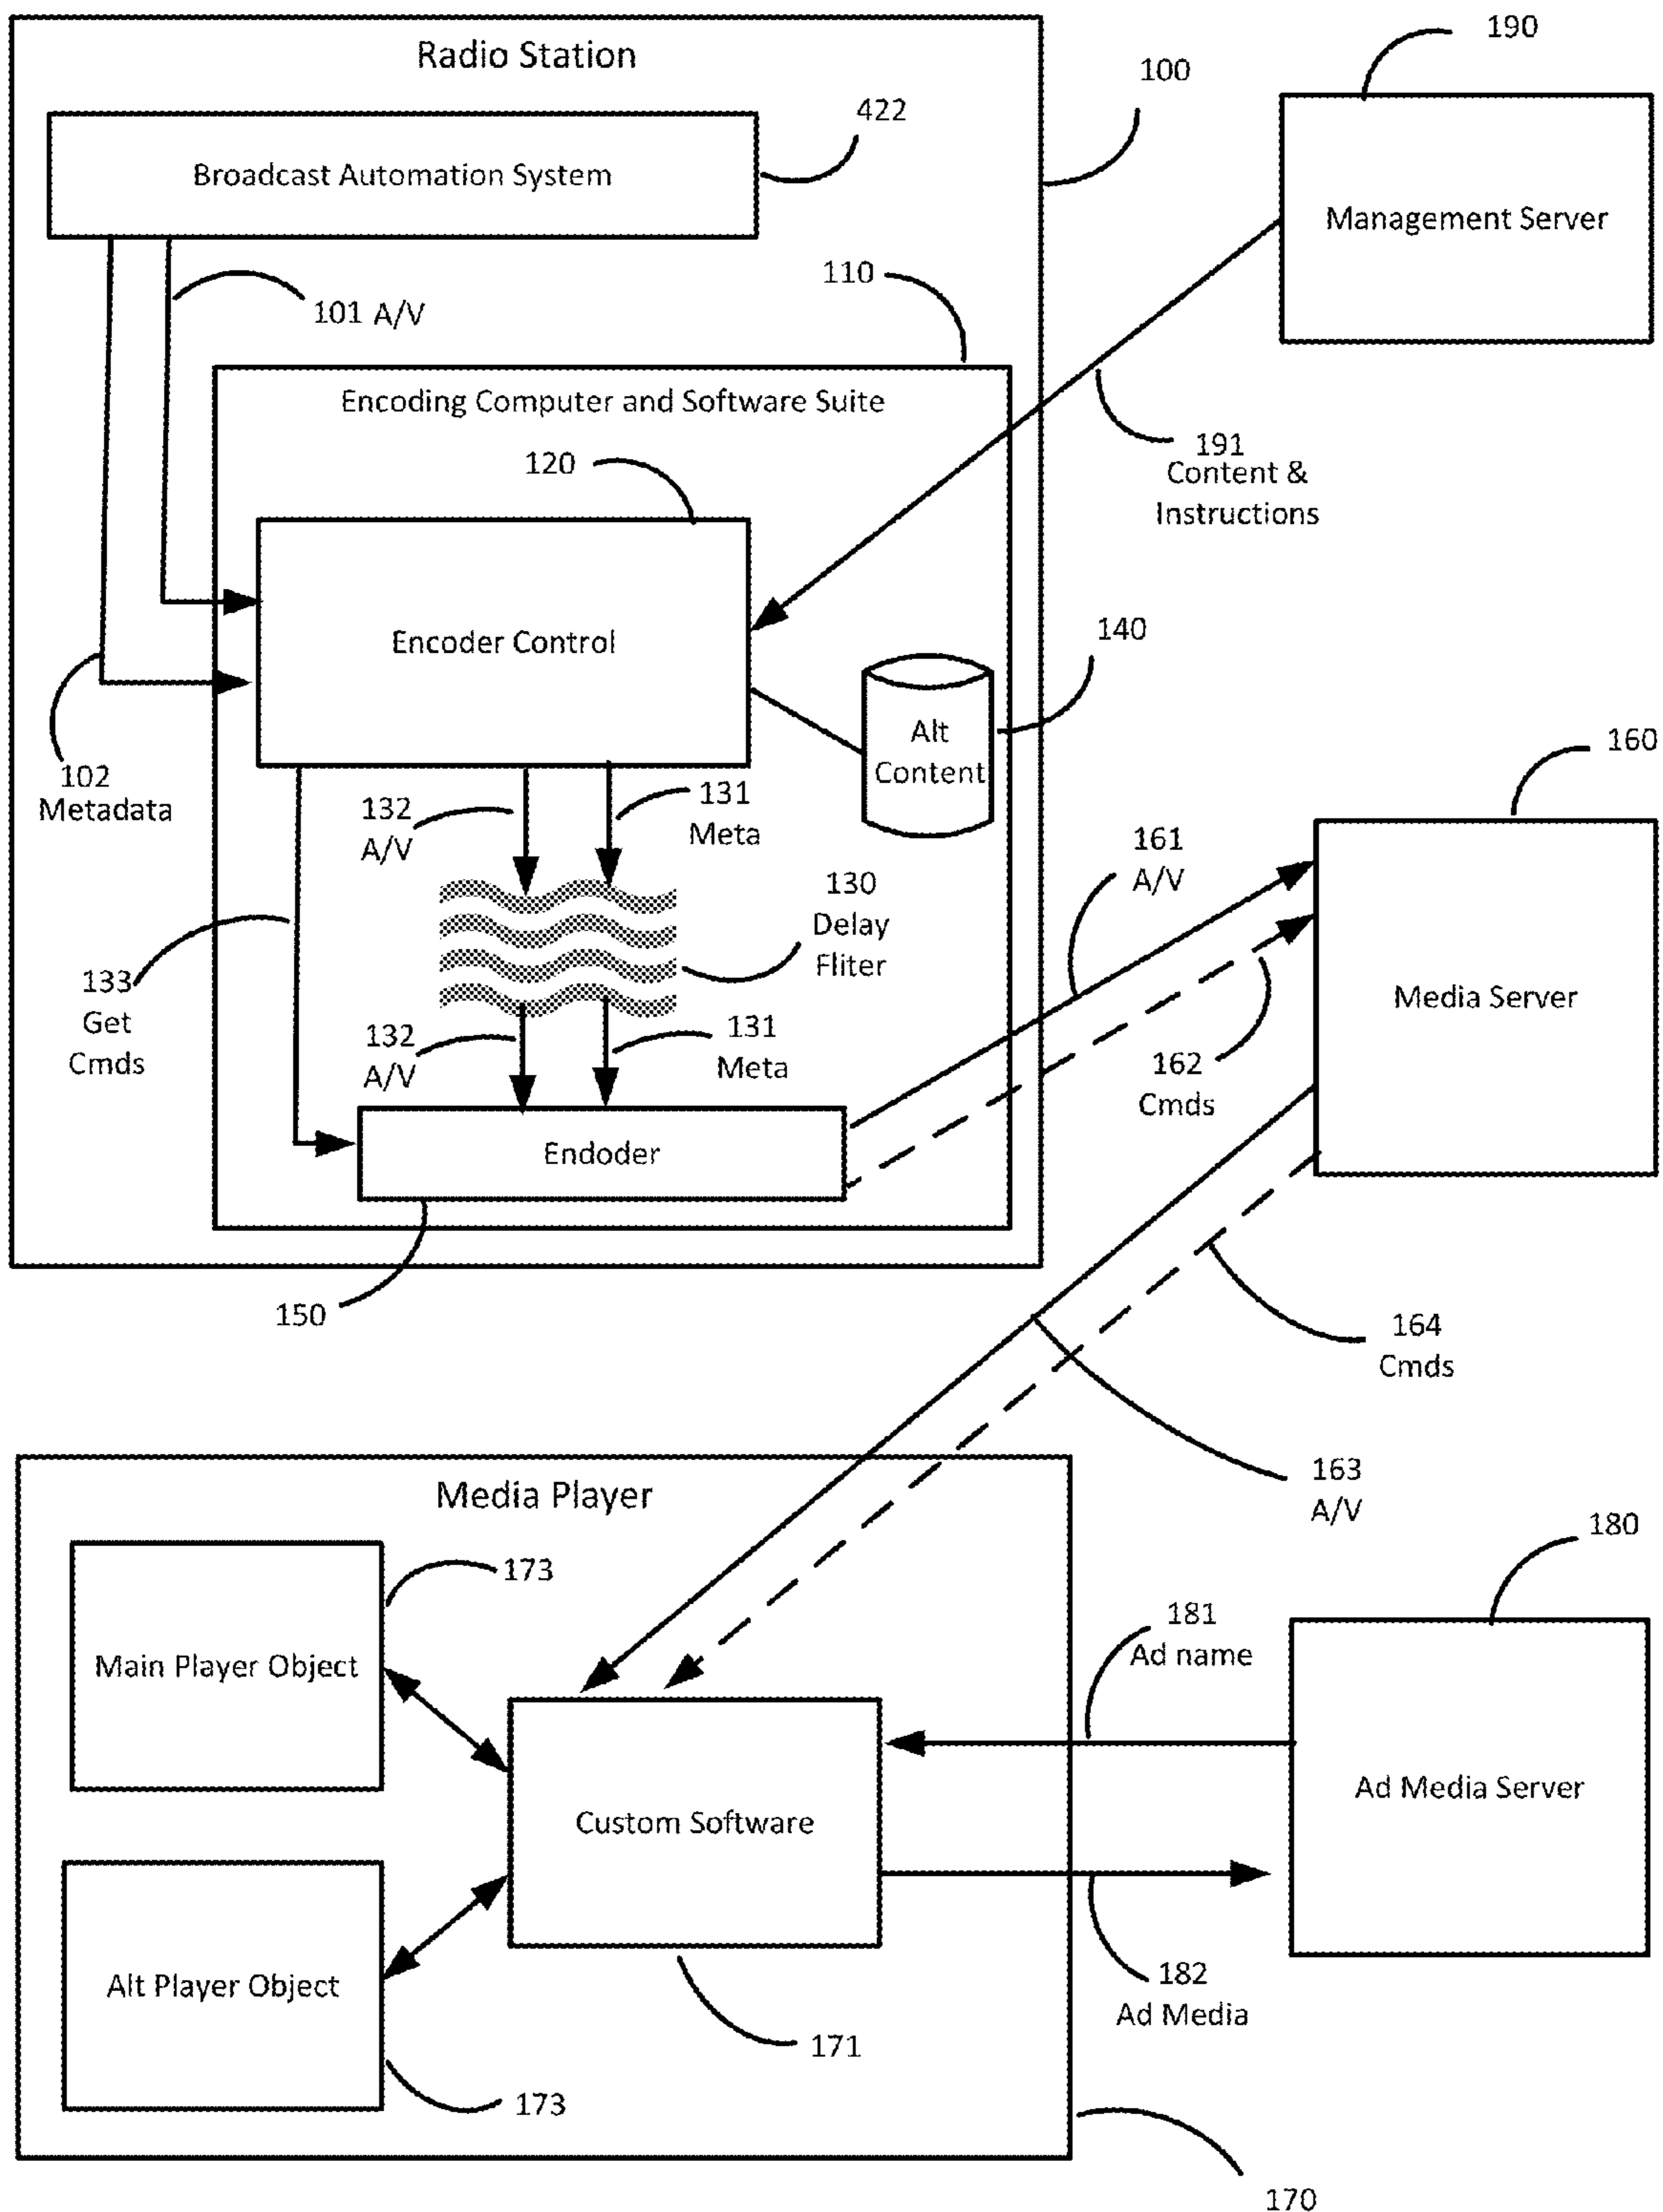 Radio Station
190
100
422
Broadcast Automation System
Management Server
110
101 A/V
Encoding Computer and Software Suite
120
191
Content &
Instructions
Encoder Control
140
Alt
Content
160
102
Metadata
132
A/V
131
Meta
161
A/V
130
Delay
Fliter
133
Get
Cmds
Media Server
132
A/V
131
Meta
162
Cmds
Endoder
150
164
Cmds
163
A/V
Media Player
180
173
181
Ad name
Main Player Object
Ad Media Server
Custom Software
Alt Player Object
182
Ad Media
171
173
170